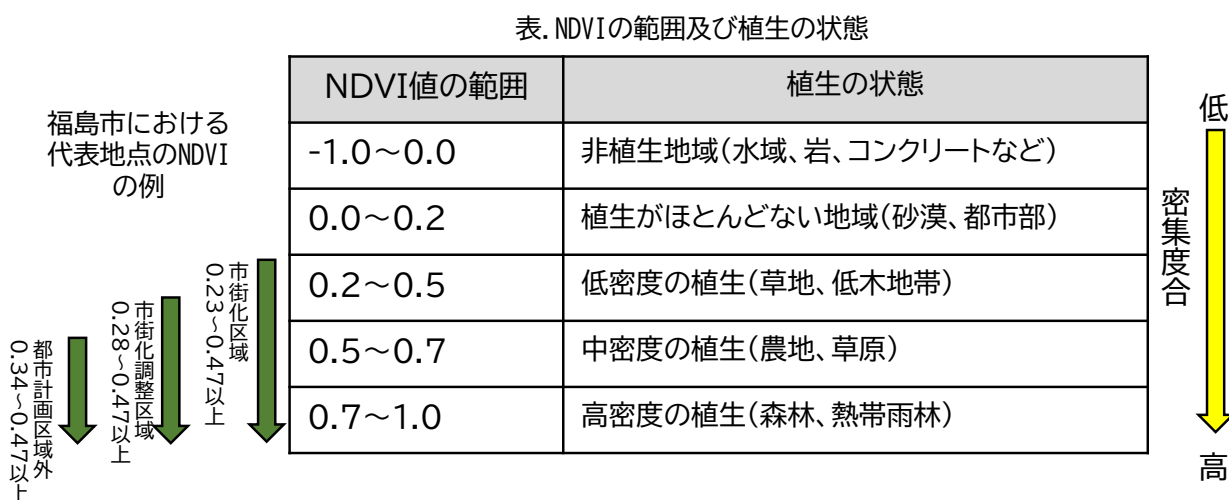 表.NDVIの範囲及び植生の状態
NDVI値の範囲 植生の状態
-1.0～0.0 非植生地域(水域、岩、コンクリートなど)
0.0～0.2 植生がほとんどない地域(砂漠、都市部)
0.2～0.5 低密度の植生(草地、低木地帯)
0.5～0.7 中密度の植生(農地、草原)
0.7～1.0 高密度の植生(森林、熱帯雨林)
福島市における
代表地点のNDVI
の例
市街化区域
0.23～0.47以上
市街化調整区域
0.28～0.47以上
都市計画区域外
0.34～0.47以上
低
密集度合
高